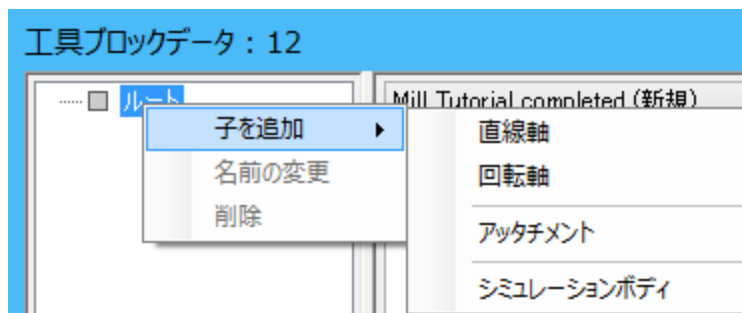 工具ブロックデータ : 12
ルート
Mill Tutorial completed (新規)
子を追加
名前の変更
削除
直線軸
回転軸
アッタチメント
シミュレーションボディ